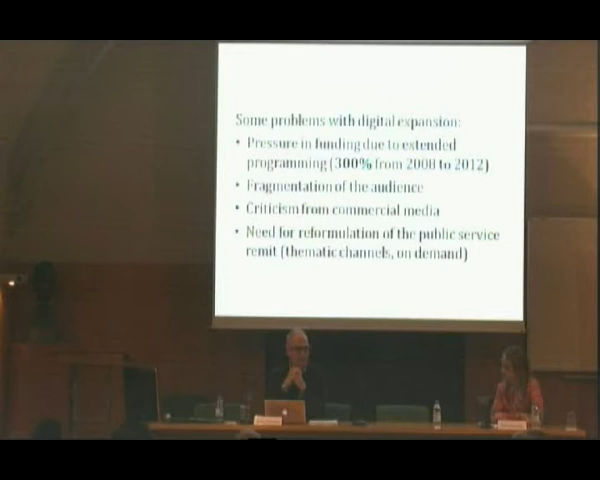 Some problems with digital expansion:
• Pressure in funding due to extended
programming (300% from 2008 to 2012)
• Fragmentation of the audience
• Criticism from commercial media
• Need for reformulation of the public service
remit (thematic channels, on demand)